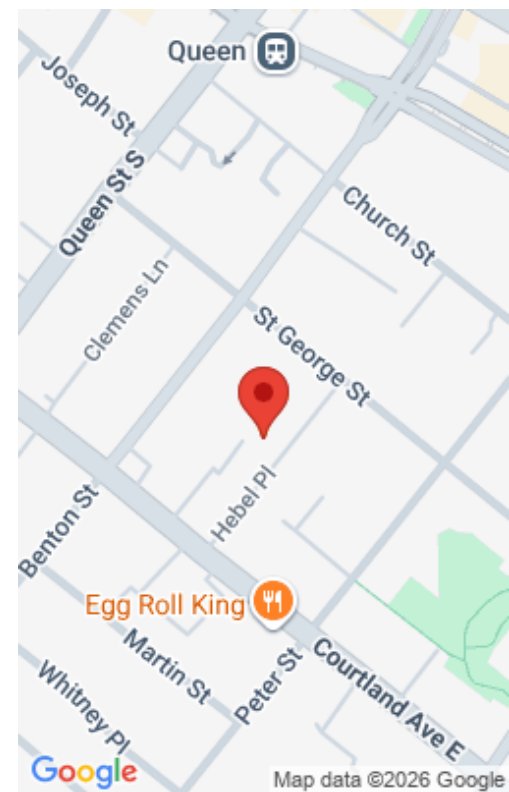 Queen
Joseph St
Queen St S
Church St
Clemens Ln
St George St
Hebel Pl
Benton St
Egg Roll King
Martin St
Peter St
Courtland Ave E
Whitney Pl
Google
Map data ©2026 Google